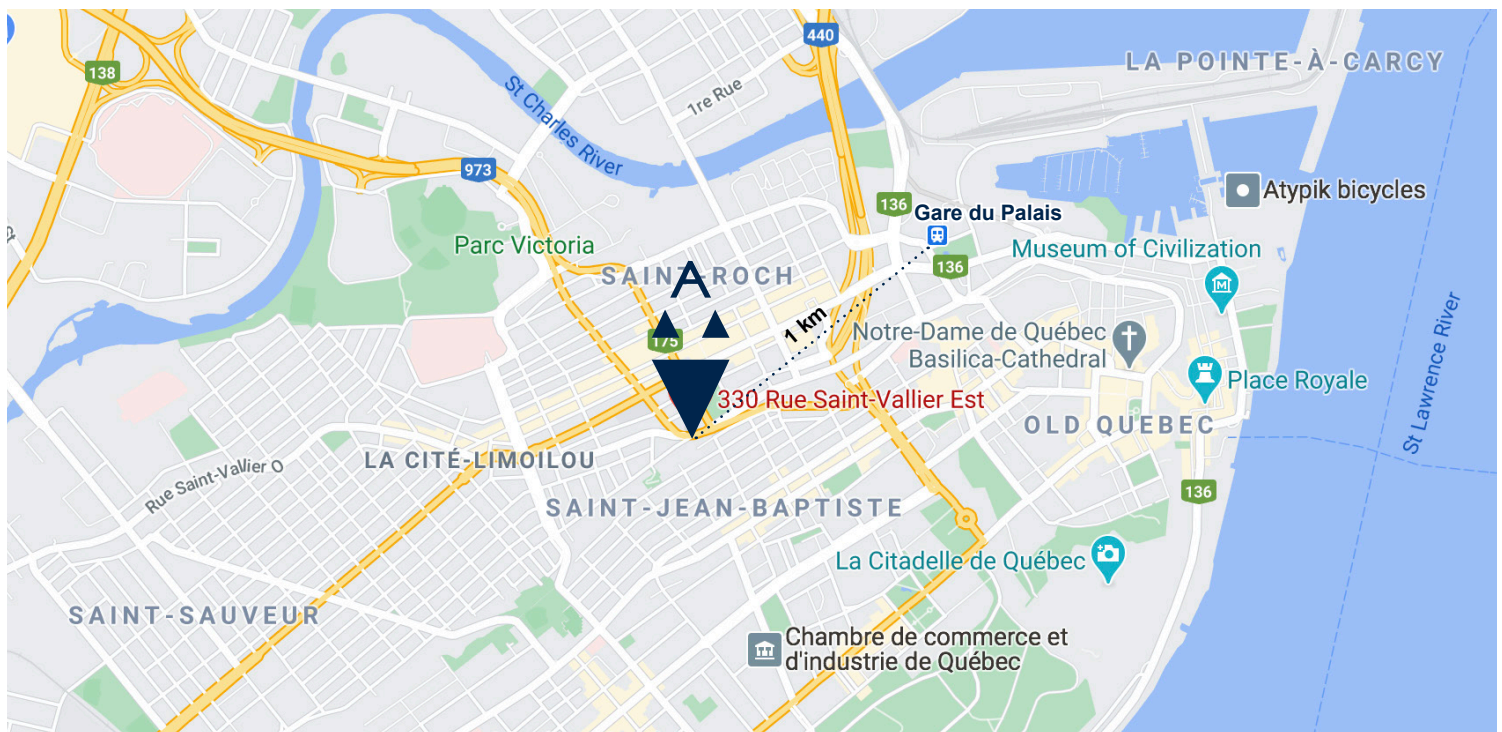 440
LA POINTE-À-CARCY
138
1re Rue
St Charles River
973
Atypik bicycles
136
Gare du Palais
Parc Victoria
Museum of Civilization
136
SAINT-ROCH
A
1 km
175
Notre-Dame de Québec
Basilica-Cathedral
Place Royale
St Lawrence River
330 Rue Saint-Vallier Est
OLD QUEBEC
LA CITÉ-LIMOILOU
Rue Saint-Vallier O
136
SAINT-JEAN-BAPTISTE
La Citadelle de Québec
SAINT-SAUVEUR
Chambre de commerce et
d'industrie de Québec